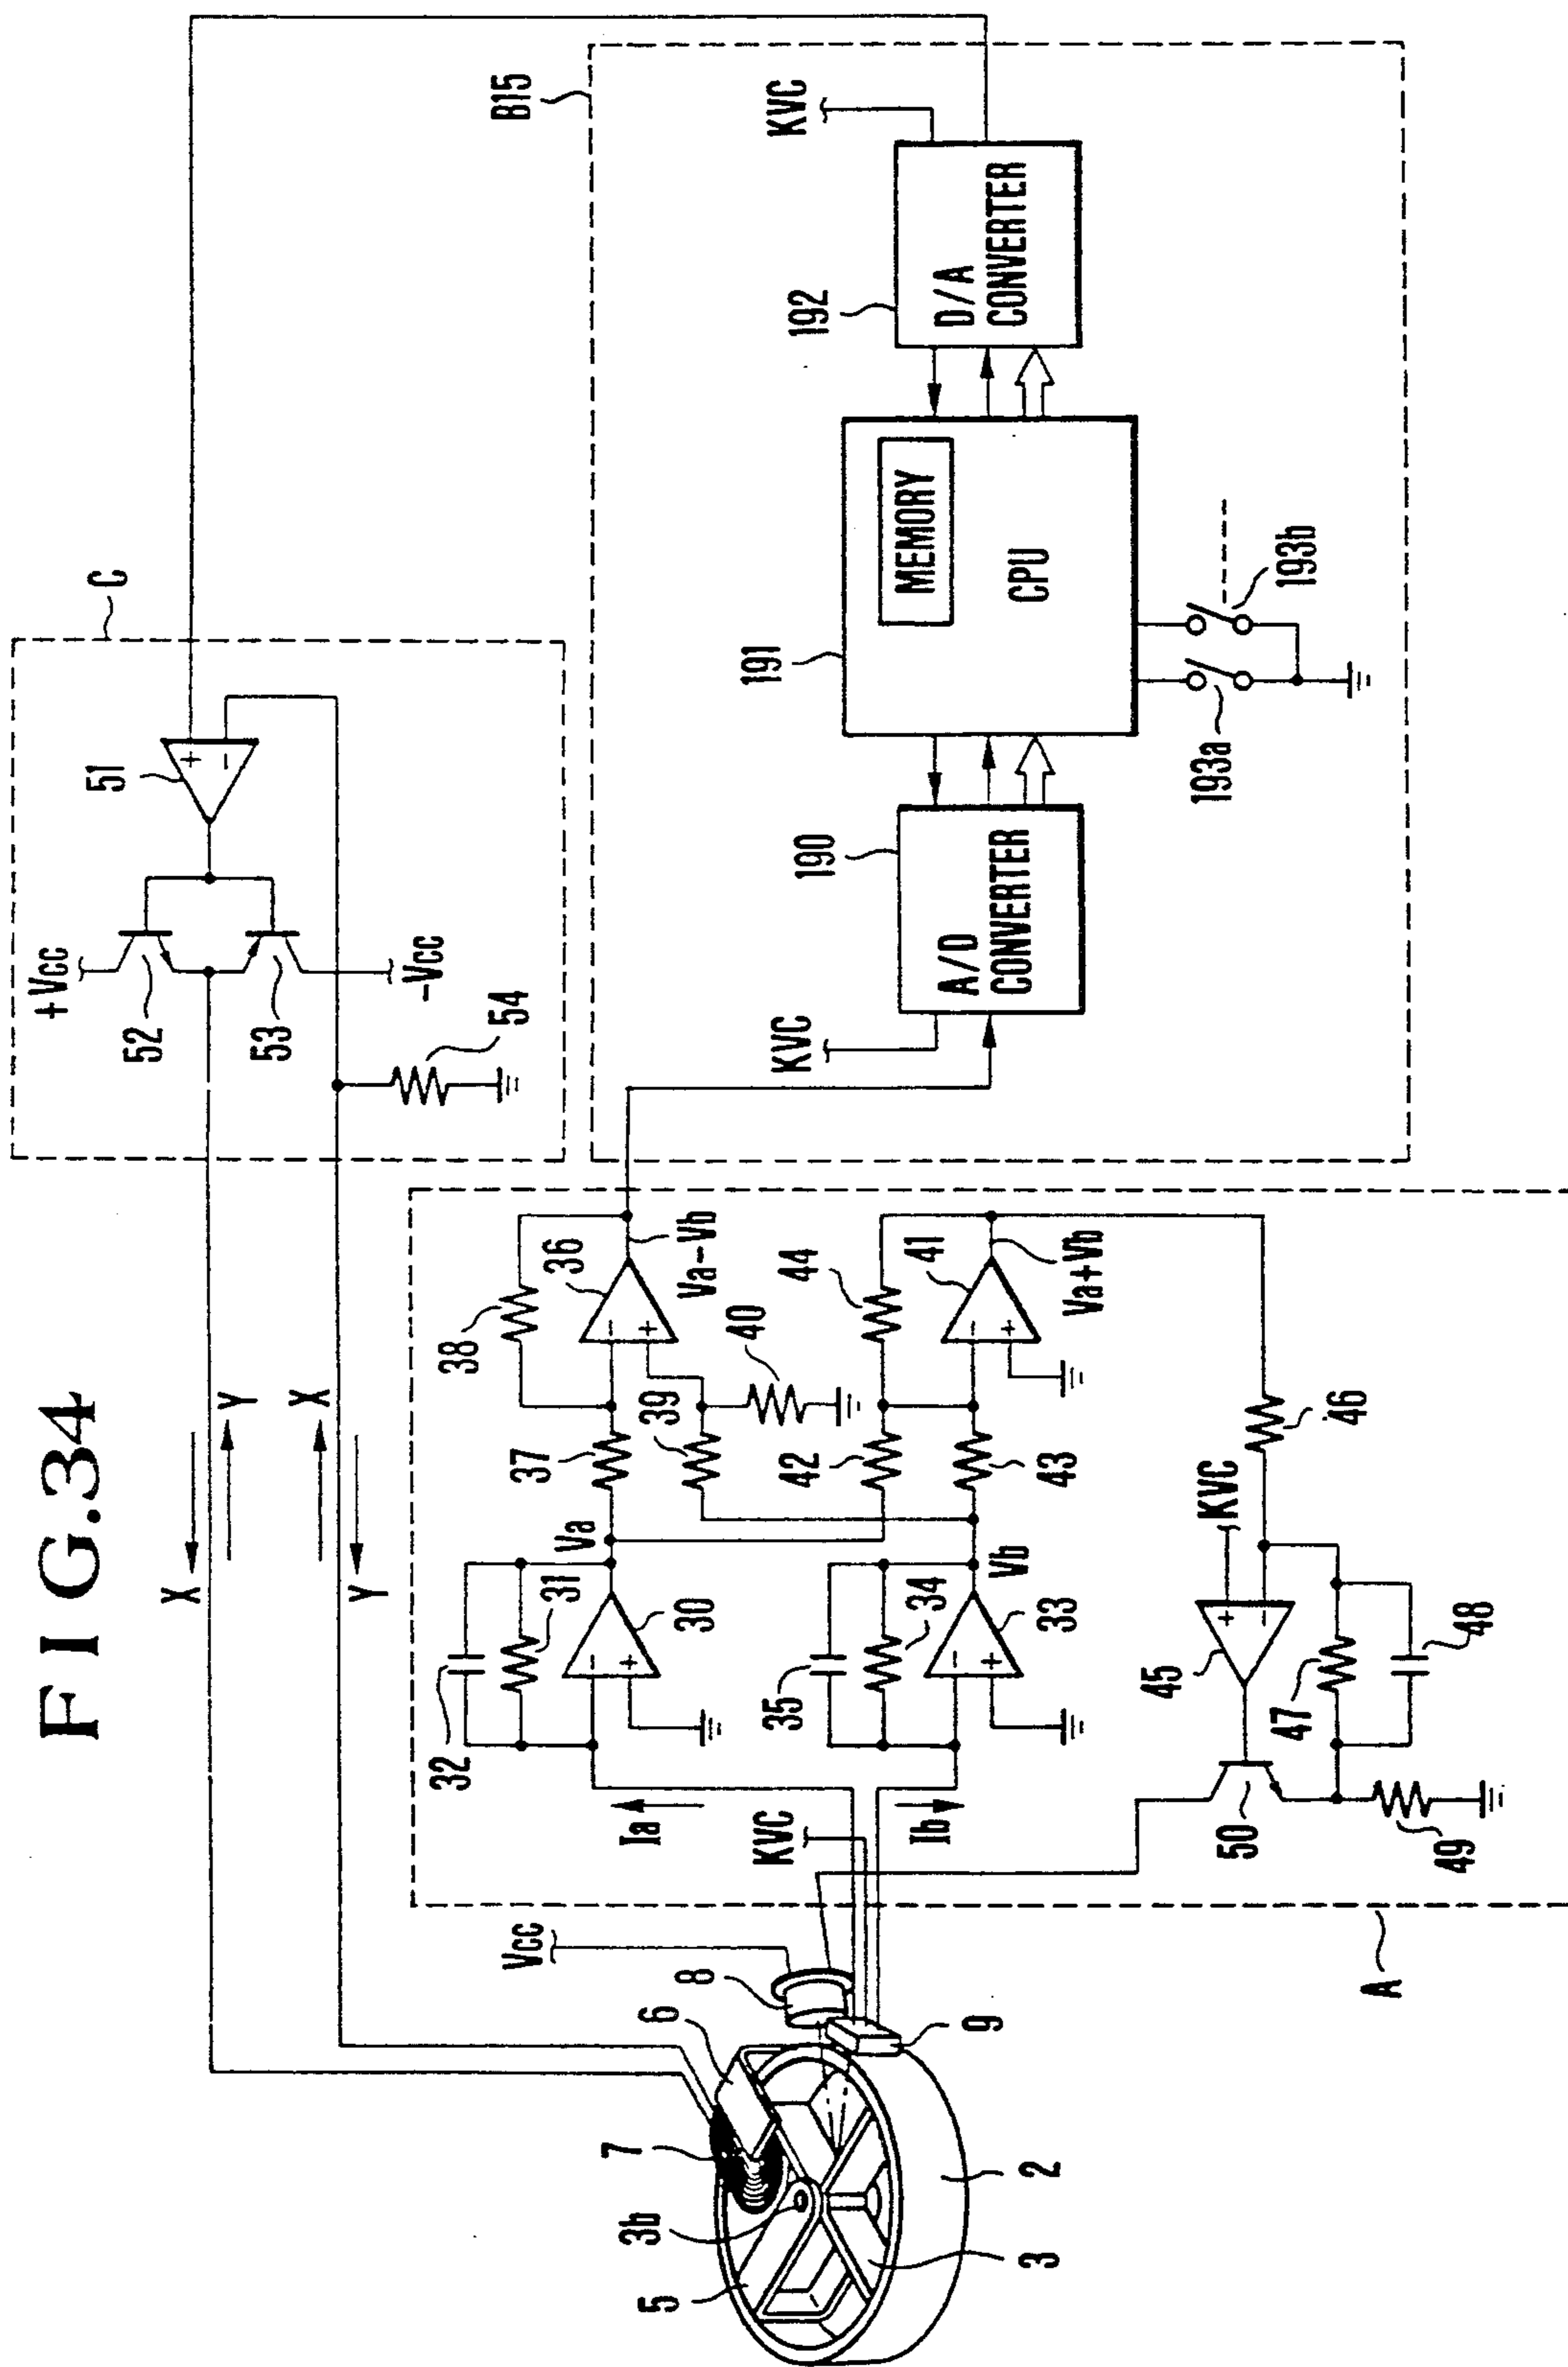 FIG.34
X
Y
X
Y
+Vcc
52
53
-Vcc
54
51
C
B15
KVC
192
D/A
CONVERTER
191
MEMORY
CPU
193a
193b
190
A/D
CONVERTER
KVC
32
31
30
Va
37
38
36
Va-Vb
39
40
35
34
33
Vb
42
43
44
41
Va+Vb
Ia
KVC
Ib
45
KVC
46
47
48
49
50
A
Vcc
8
6
7
9
3b
5
3
2